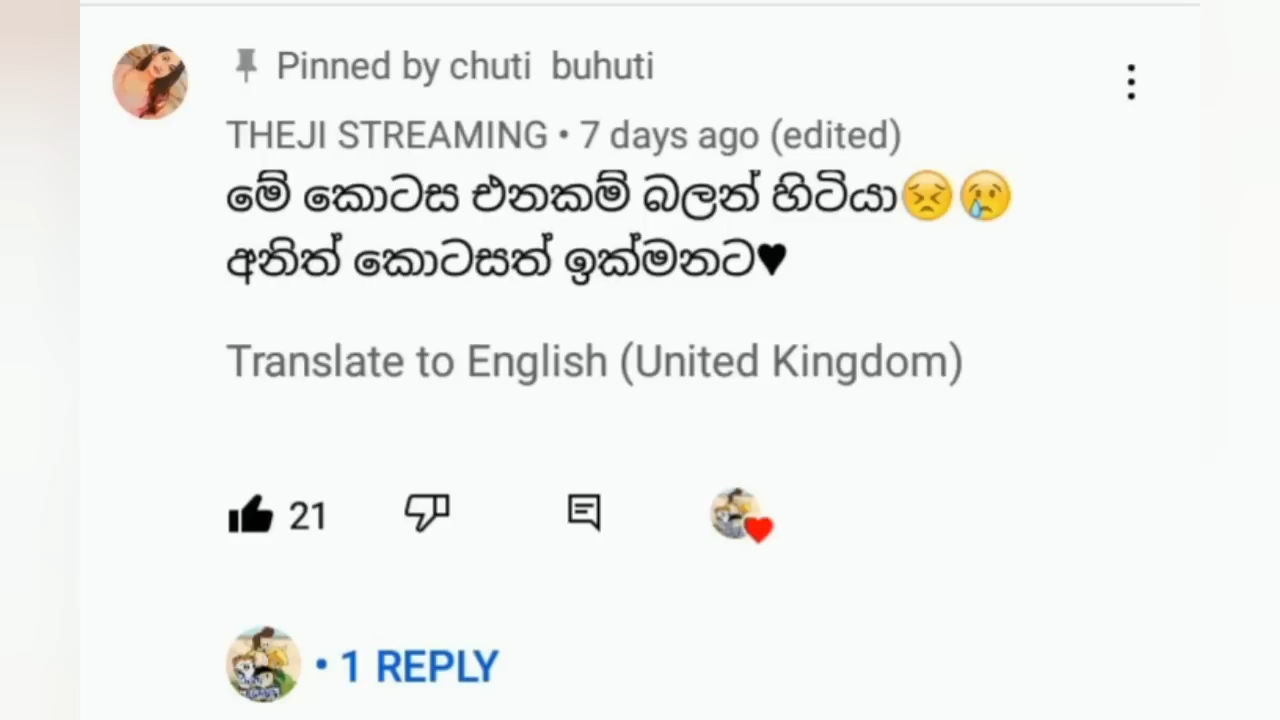 Pinned by chuti buhuti
THEJI STREAMING • 7 days ago (edited)
මේ කොටස එනකම් බලන් හිටියා😣😢
අනිත් කොටසත් ඉක්මනට♥
Translate to English (United Kingdom)
21
• 1 REPLY